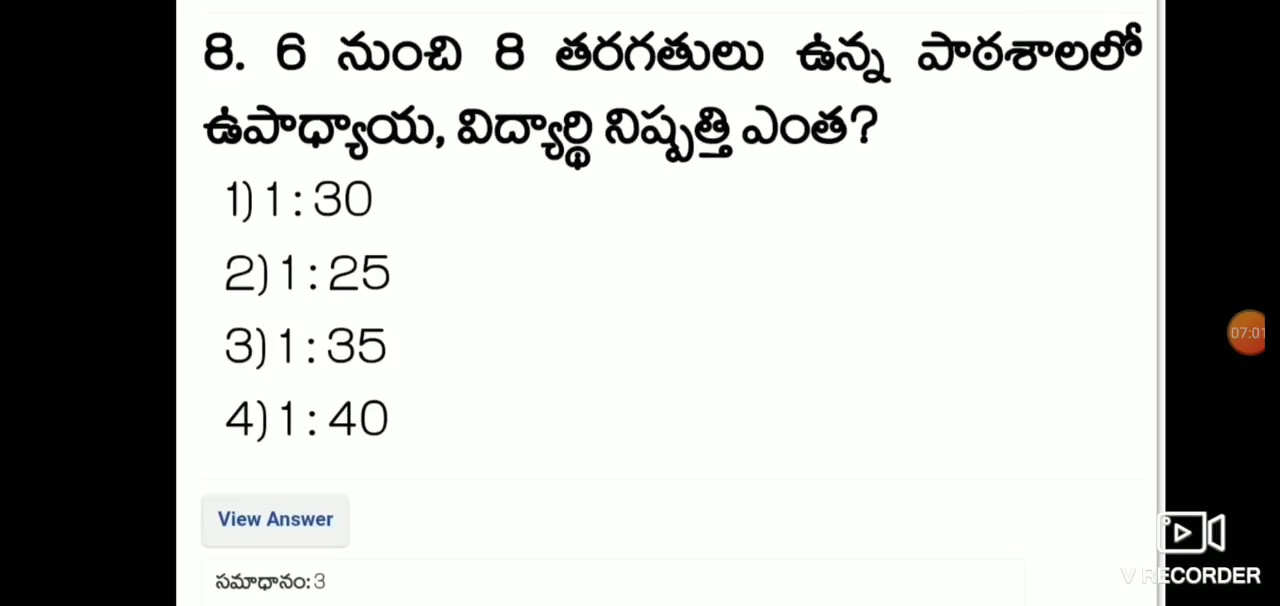 8. 6 నుంచి 8 తరగతులు ఉన్న పాఠశాలలో
ఉపాధ్యాయ, విద్యార్థి నిష్పత్తి ఎంత?
1) 1 : 30
2) 1 : 25
3) 1 : 35
4) 1 : 40
07:01
View Answer
సమాధానం: 3
V RECORDER